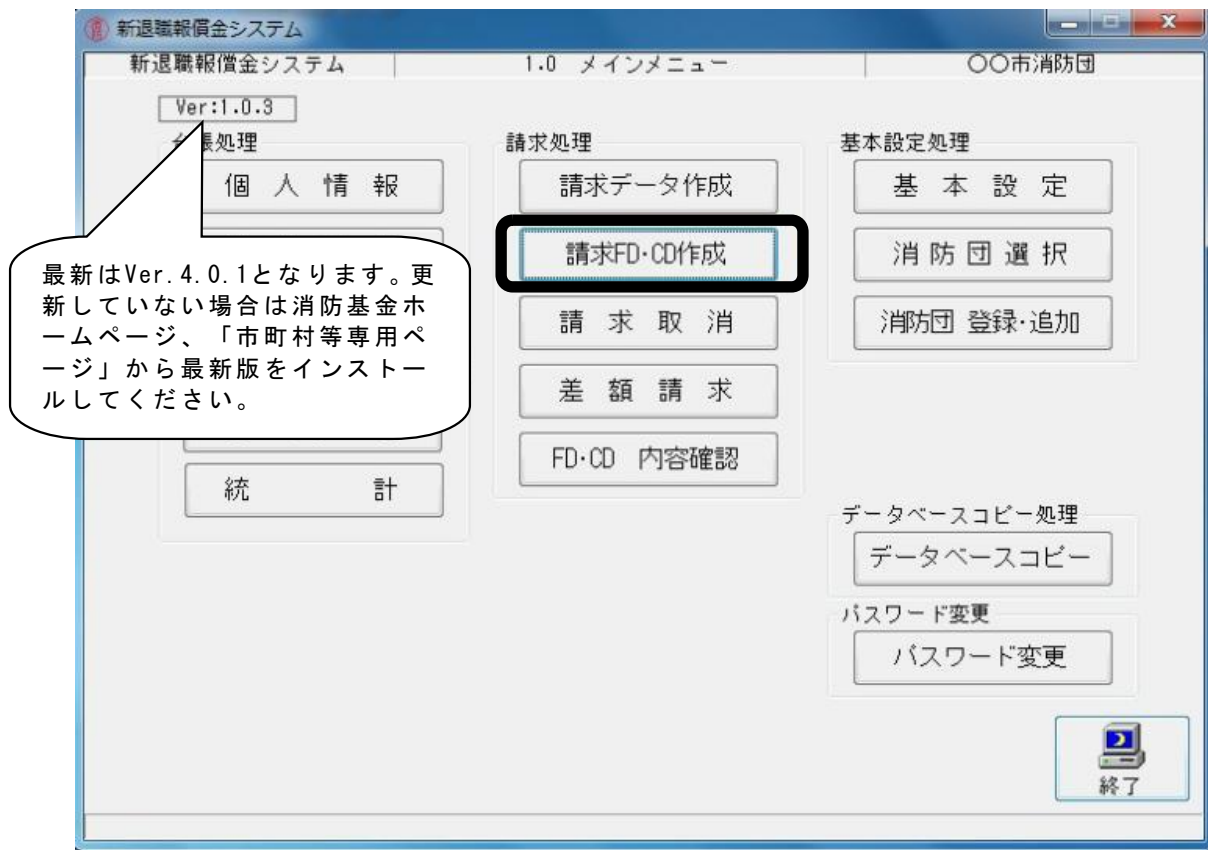 新退職報償金システム
新退職報償金システム 1.0 メインメニュー 〇〇市消防団
Ver:1.0.3
帳処理
個人情報
統計
最新はVer.4.0.1となります。更
新していない場合は消防基金ホ
ームページ、「市町村等専用ペ
ージ」から最新版をインストー
ルしてください。
請求処理
請求データ作成
請求FD・CD作成
請求取消
差額請求
FD・CD 内容確認
基本設定処理
基本設定
消防団選択
消防団 登録・追加
データベースコピー処理
データベースコピー
パスワード変更
パスワード変更
終了